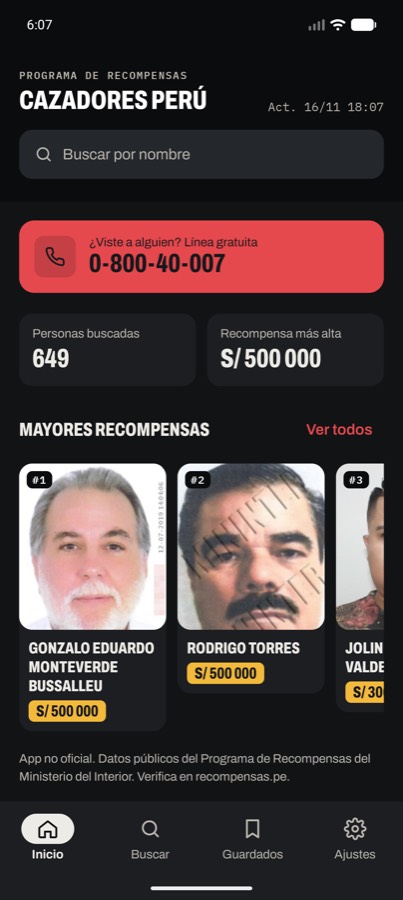 6:07
PROGRAMA DE RECOMPENSAS
CAZADORES PERÚ
Act. 16/11 18:07
Buscar por nombre
¿Viste a alguien? Línea gratuita
0-800-40-007
Personas buscadas
649
Recompensa más alta
S/ 500 000
MAYORES RECOMPENSAS
Ver todos
#1
GONZALO EDUARDO
MONTEVERDE
BUSSALLEU
S/ 500 000
#2
RODRIGO TORRES
S/ 500 000
#3
JOLIN
VALDE
S/ 30
App no oficial. Datos públicos del Programa de Recompensas del
Ministerio del Interior. Verifica en recompensas.pe.
Inicio
Buscar
Guardados
Ajustes